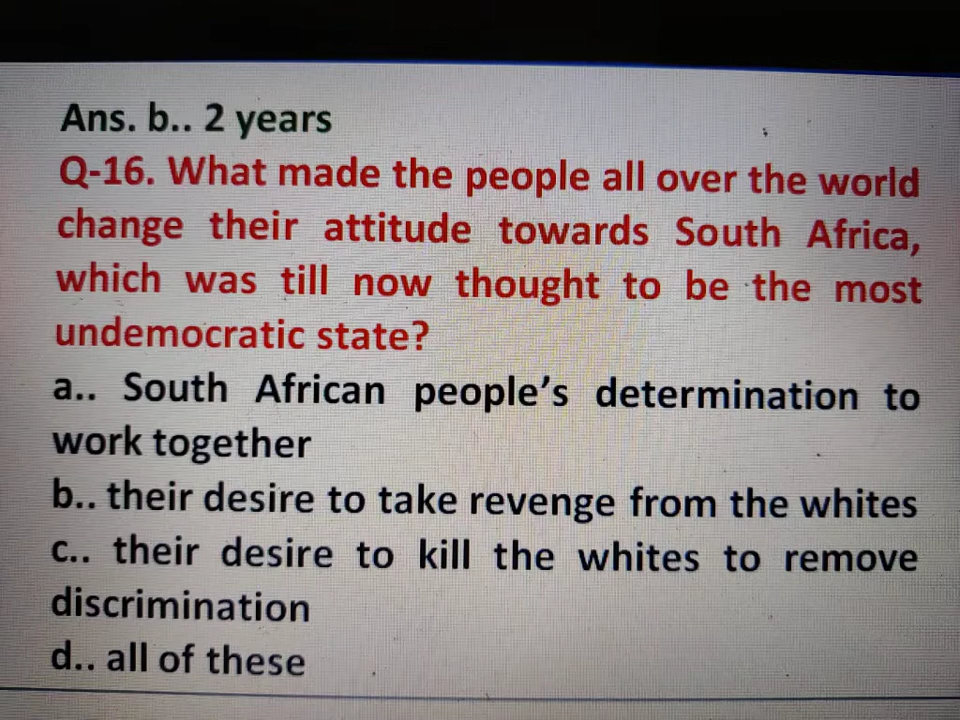 Ans. b.. 2 years
Q-16. What made the people all over the world
change their attitude towards South Africa,
which was till now thought to be the most
undemocratic state?
a.. South African people's determination to
work together
b.. their desire to take revenge from the whites
c.. their desire to kill the whites to remove
discrimination
d.. all of these